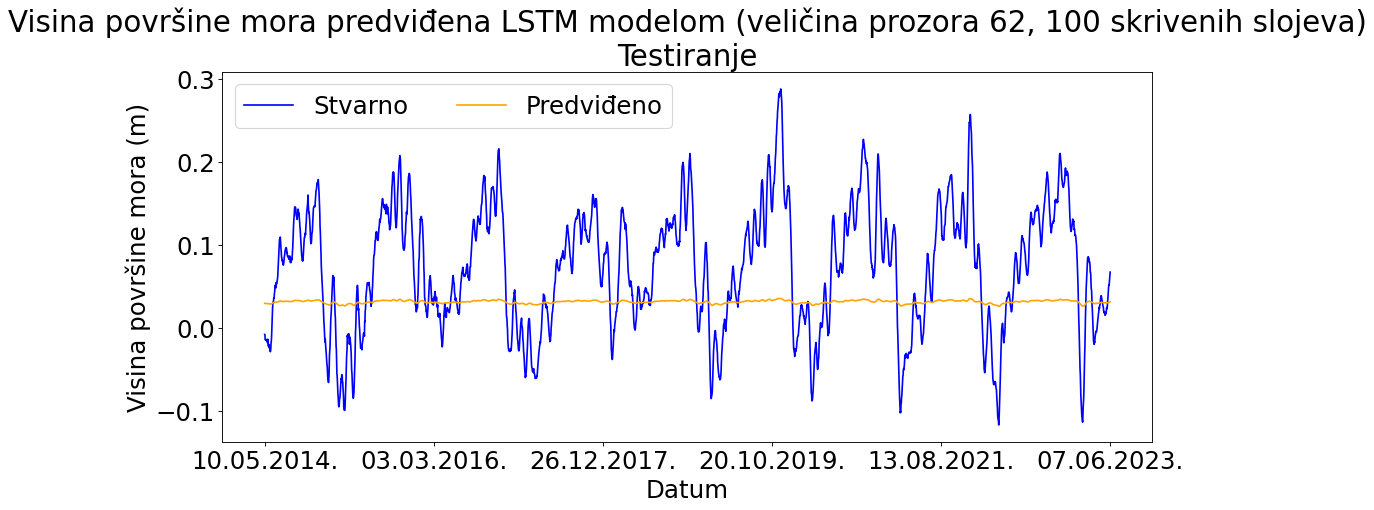 Visina površine mora predviđena LSTM modelom (veličina prozora 62, 100 skrivenih slojeva)
Testiranje
Stvarno
Predviđeno
Visina površine mora (m)
0.3
0.2
0.1
0.0
−0.1
10.05.2014.
03.03.2016.
26.12.2017.
20.10.2019.
13.08.2021.
07.06.2023.
Datum